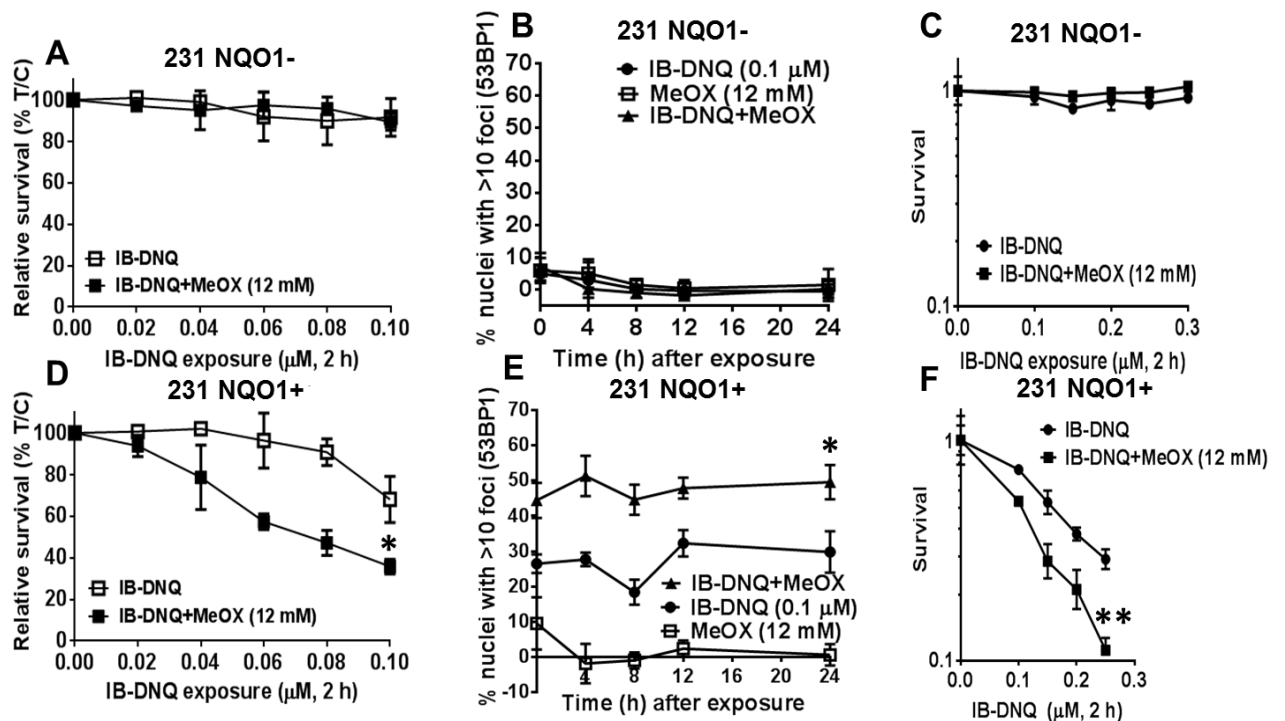 A
231 NQO1-
Relative survival (% T/C)
100
80
60
40
20
0
IB-DNQ
IB-DNQ+MeOX (12 mM)
0.00 0.02 0.04 0.06 0.08 0.10
IB-DNQ exposure (μM, 2 h)
B
231 NQO1-
% nuclei with >10 foci (53BP1)
70
60
50
40
30
20
10
0
IB-DNQ (0.1 μM)
MeOX (12 mM)
IB-DNQ+MeOX
0 4 8 12 16 20 24
Time (h) after exposure
C
231 NQO1-
Survival
1
0.1
IB-DNQ
IB-DNQ+MeOX (12 mM)
0.0 0.1 0.2 0.3
IB-DNQ exposure (μM, 2 h)
D
231 NQO1+
Relative survival (% T/C)
100
80
60
40
20
0
*
IB-DNQ
IB-DNQ+MeOX (12 mM)
0.00 0.02 0.04 0.06 0.08 0.10
IB-DNQ exposure (μM, 2 h)
E
231 NQO1+
% nuclei with >10 foci (53BP1)
70
60
50
40
30
20
10
0
-10
*
IB-DNQ+MeOX
IB-DNQ (0.1 μM)
MeOX (12 mM)
4 8 12 16 20 24
Time (h) after exposure
F
231 NQO1+
Survival
1
0.1
IB-DNQ
IB-DNQ+MeOX (12 mM)
**
0.0 0.1 0.2 0.3
IB-DNQ (μM, 2 h)